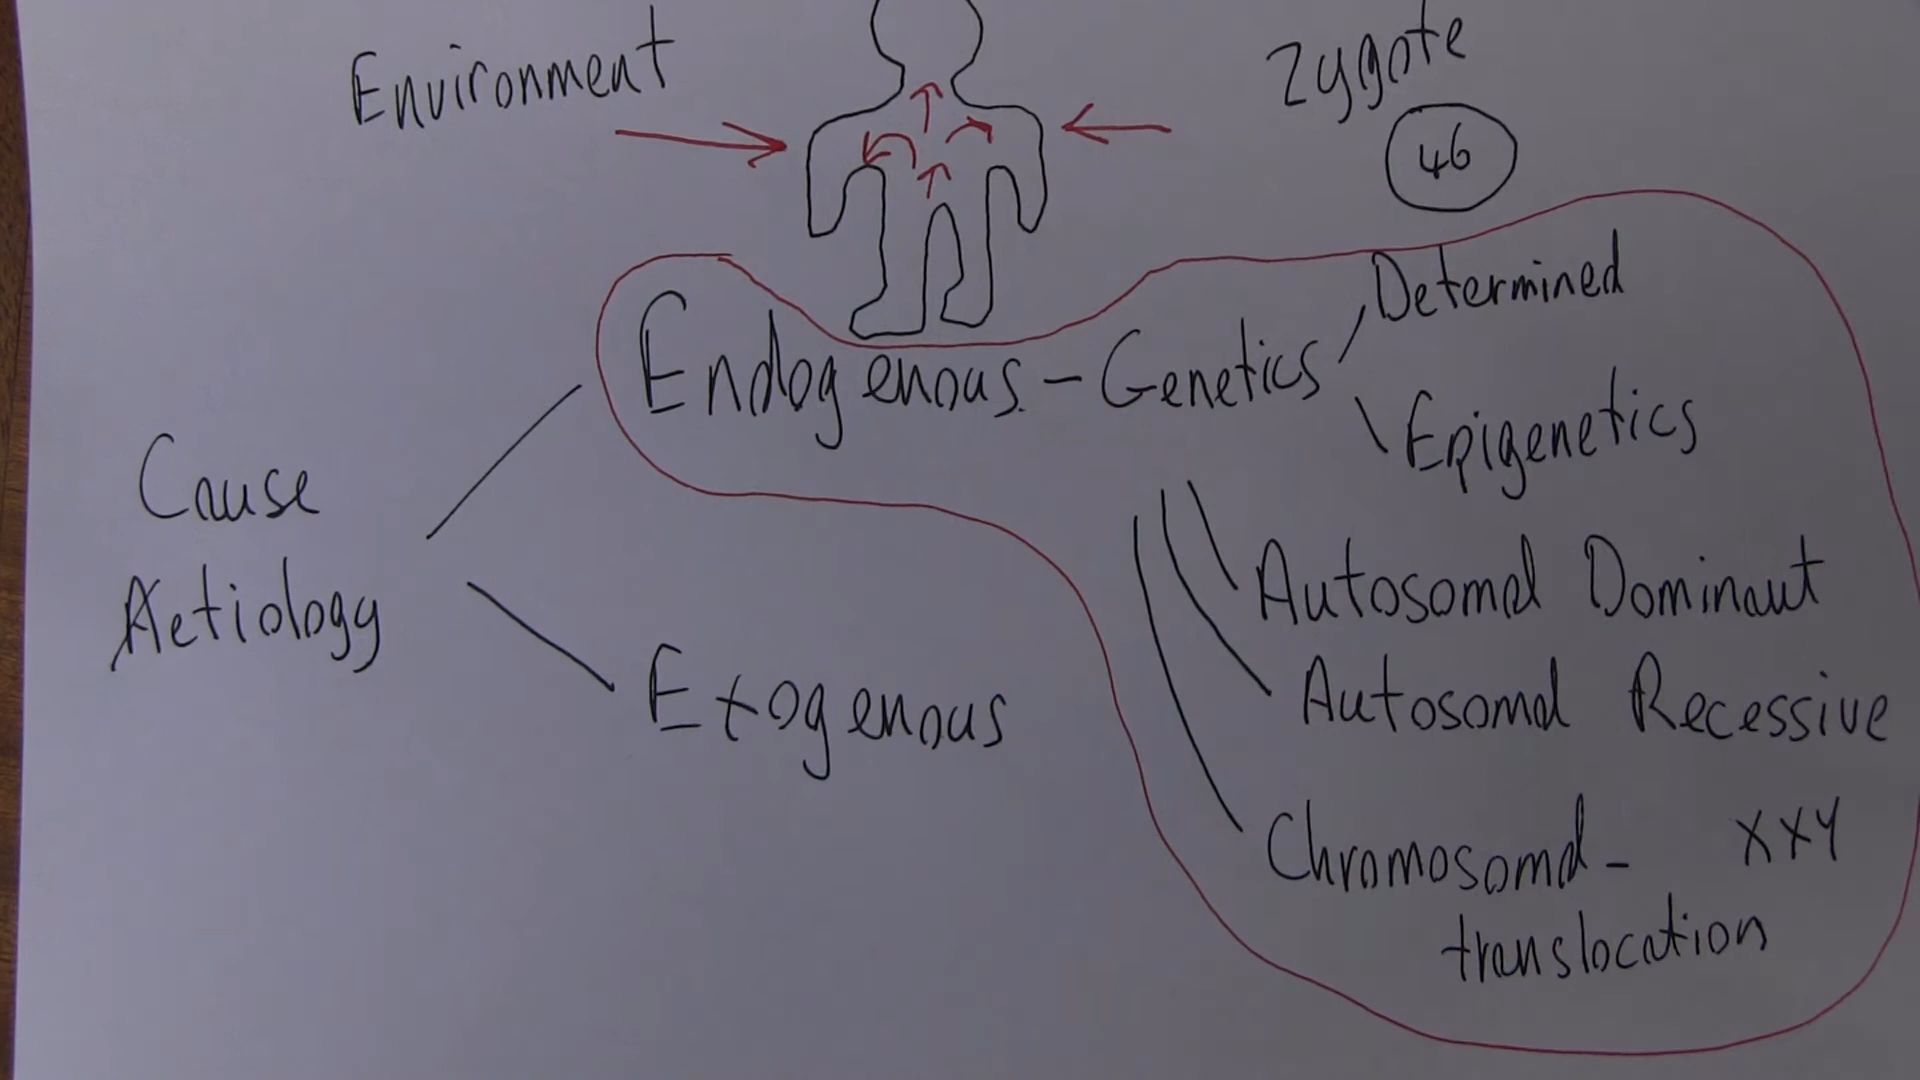 Environment
Zygote
46
Endogenous - Genetics
Determined
Epigenetics
Cause
Aetiology
Exogenous
Autosomal Dominant
Autosomal Recessive
Chromosomal - XXY
translocation